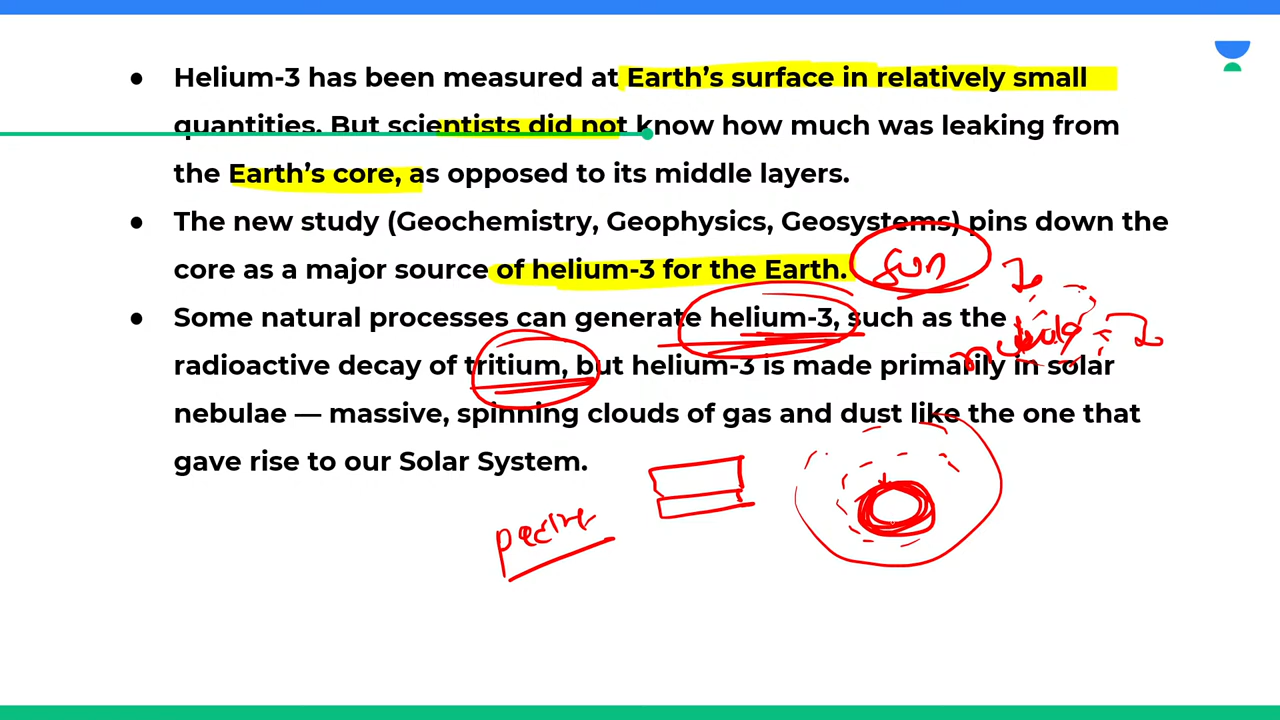 ● Helium-3 has been measured at Earth's surface in relatively small
quantities. But scientists did not know how much was leaking from
the Earth's core, as opposed to its middle layers.
● The new study (Geochemistry, Geophysics, Geosystems) pins down the
core as a major source of helium-3 for the Earth.
sun
● Some natural processes can generate helium-3, such as the
radioactive decay of tritium, but helium-3 is made primarily in solar
nebulae — massive, spinning clouds of gas and dust like the one that
gave rise to our Solar System.